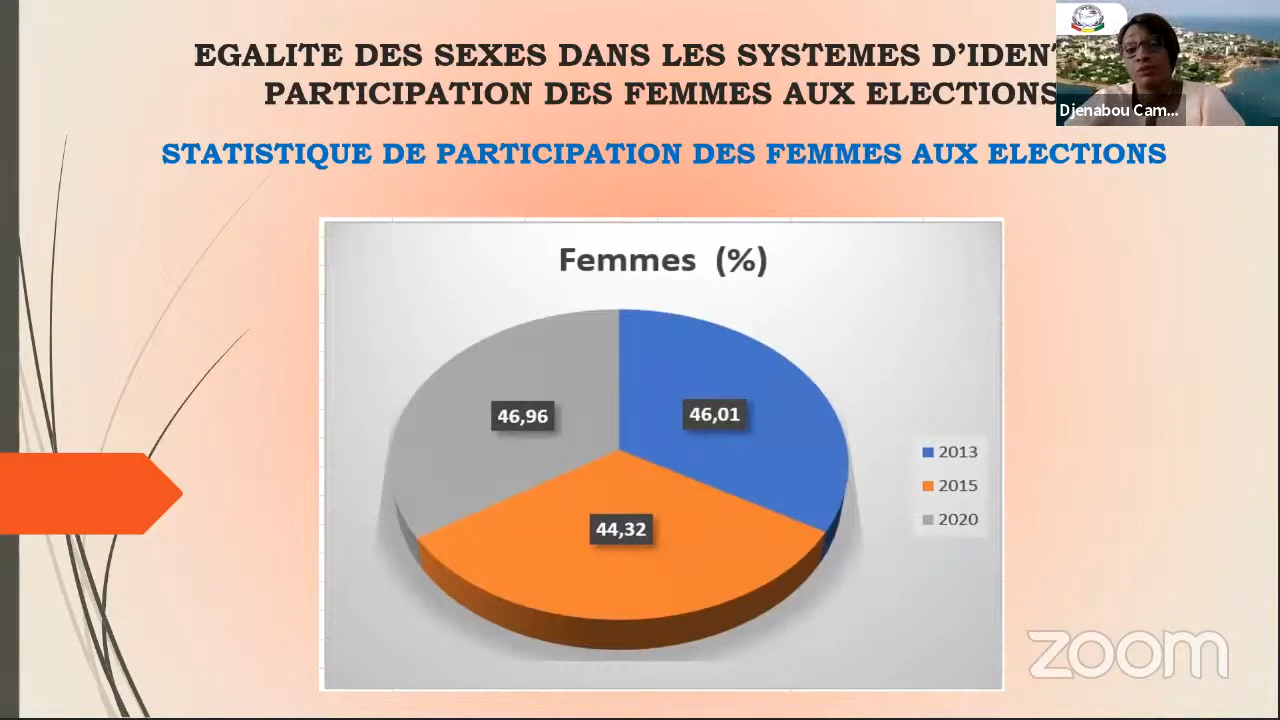 EGALITE DES SEXES DANS LES SYSTEMES D'IDENT
PARTICIPATION DES FEMMES AUX ELECTIONS
STATISTIQUE DE PARTICIPATION DES FEMMES AUX ELECTIONS
Femmes (%)
46,96
46,01
44,32
2013
2015
2020
Djenabou Cam...
zoom